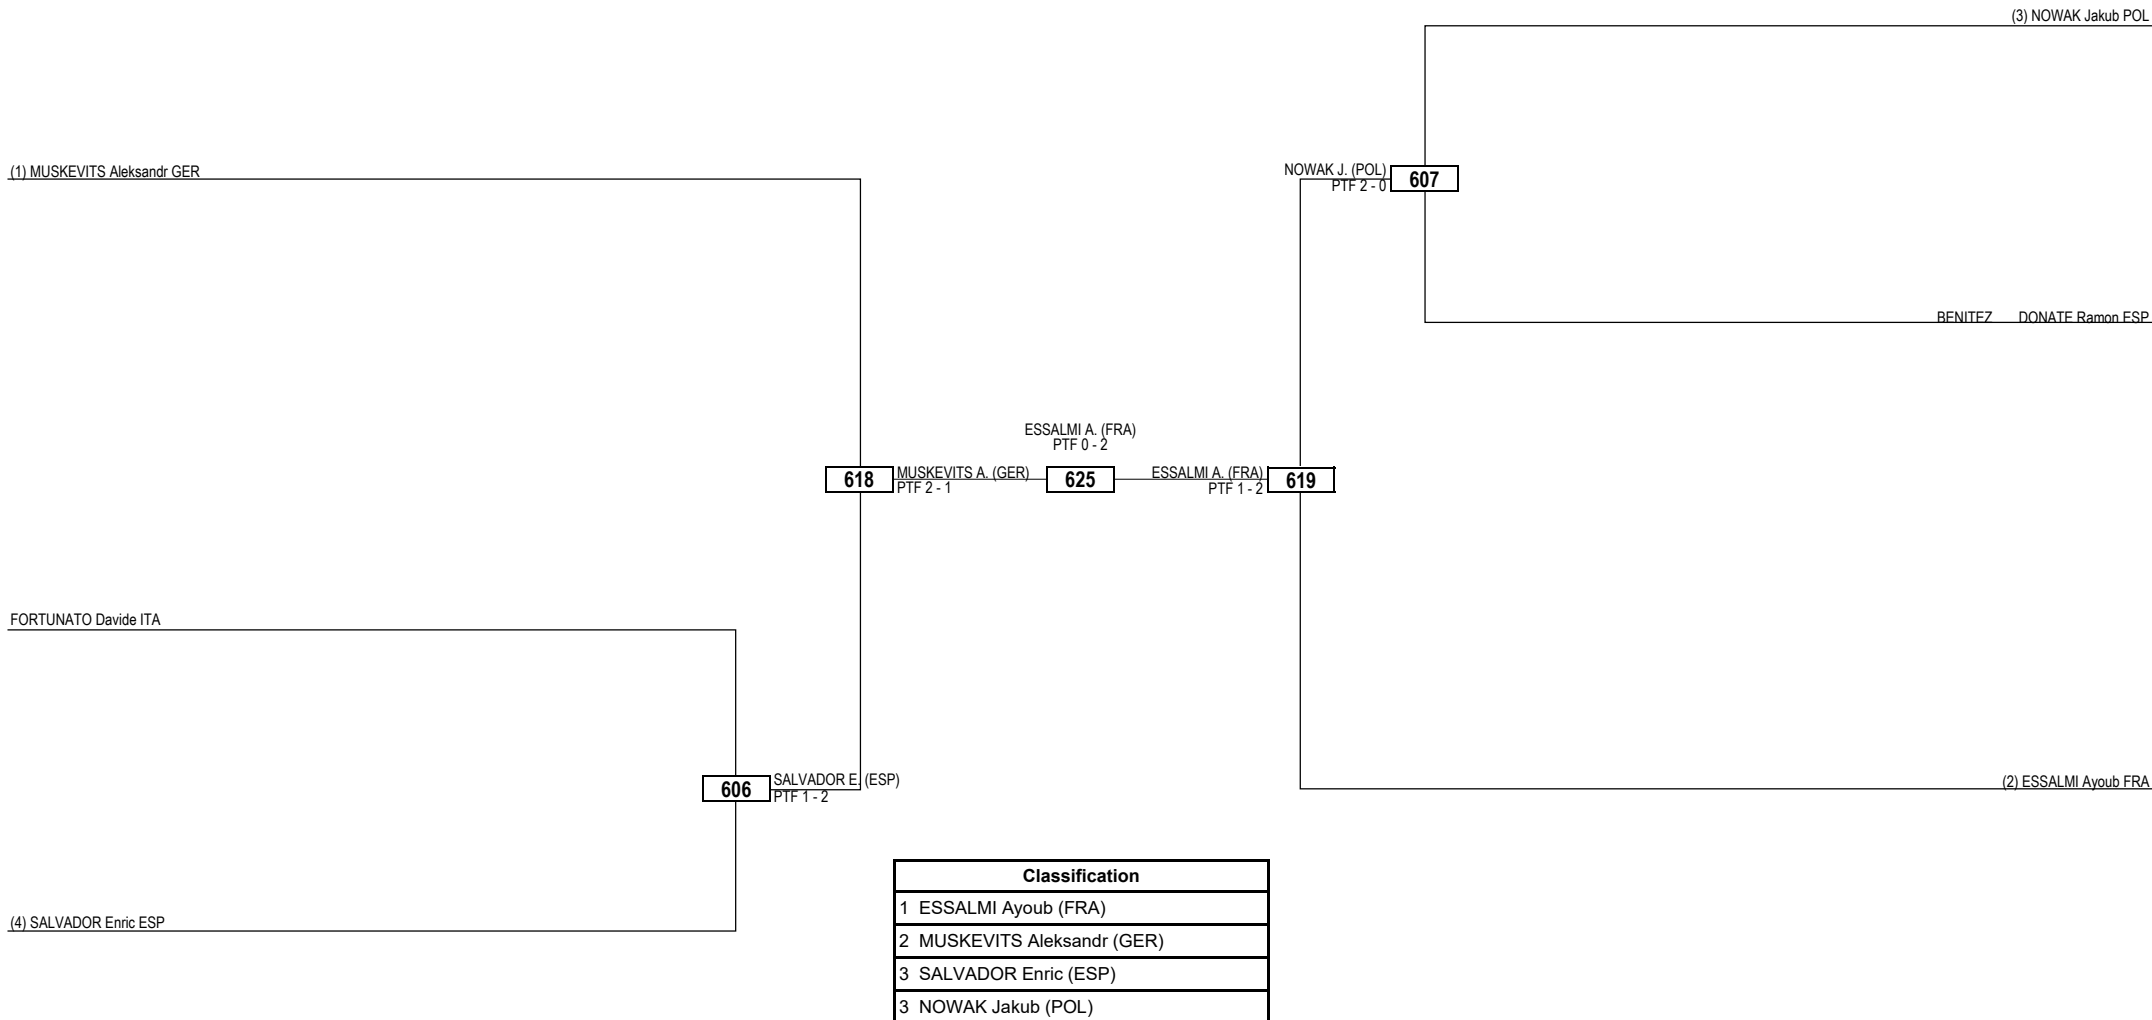 (3) NOWAK Jakub POL
(1) MUSKEVITS Aleksandr GER
NOWAK J. (POL)
PTF 2 - 0
607
BENITEZ DONATE Ramon ESP
ESSALMI A. (FRA)
PTF 0 - 2
618
MUSKEVITS A. (GER)
PTF 2 - 1
625
ESSALMI A. (FRA)
PTF 1 - 2
619
FORTUNATO Davide ITA
606
SALVADOR E. (ESP)
PTF 1 - 2
(2) ESSALMI Ayoub FRA
(4) SALVADOR Enric ESP
Classification
1 ESSALMI Ayoub (FRA)
2 MUSKEVITS Aleksandr (GER)
3 SALVADOR Enric (ESP)
3 NOWAK Jakub (POL)